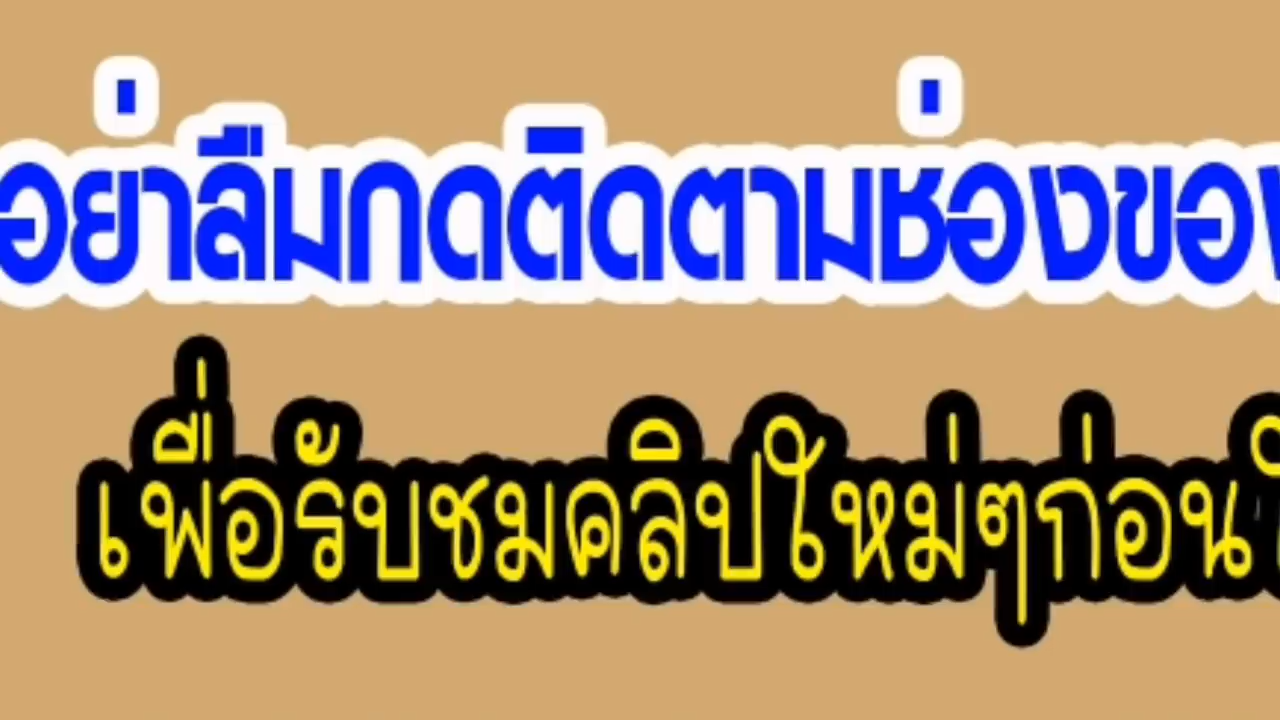 อย่าลืมกดติดตามช่องของ
เพื่อรับชมคลิปใหม่ๆก่อน